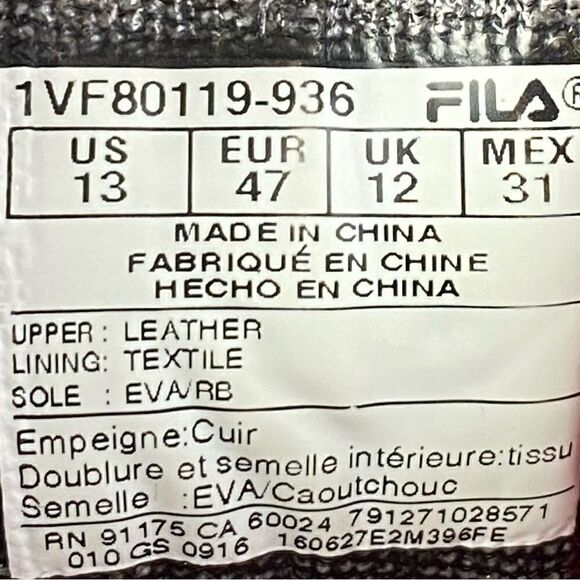 1VF80119-936 FILA®
US EUR UK MEX
13 47 12 31
MADE IN CHINA
FABRIQUÉ EN CHINE
HECHO EN CHINA
UPPER : LEATHER
LINING: TEXTILE
SOLE : EVA/RB
Empeigne:Cuir
Doublure et semelle intérieure:tissu
Semelle :EVA/Caoutchouc
RN 91175 CA 60024 791271028571
010 GS 0916 160627E2M396FE